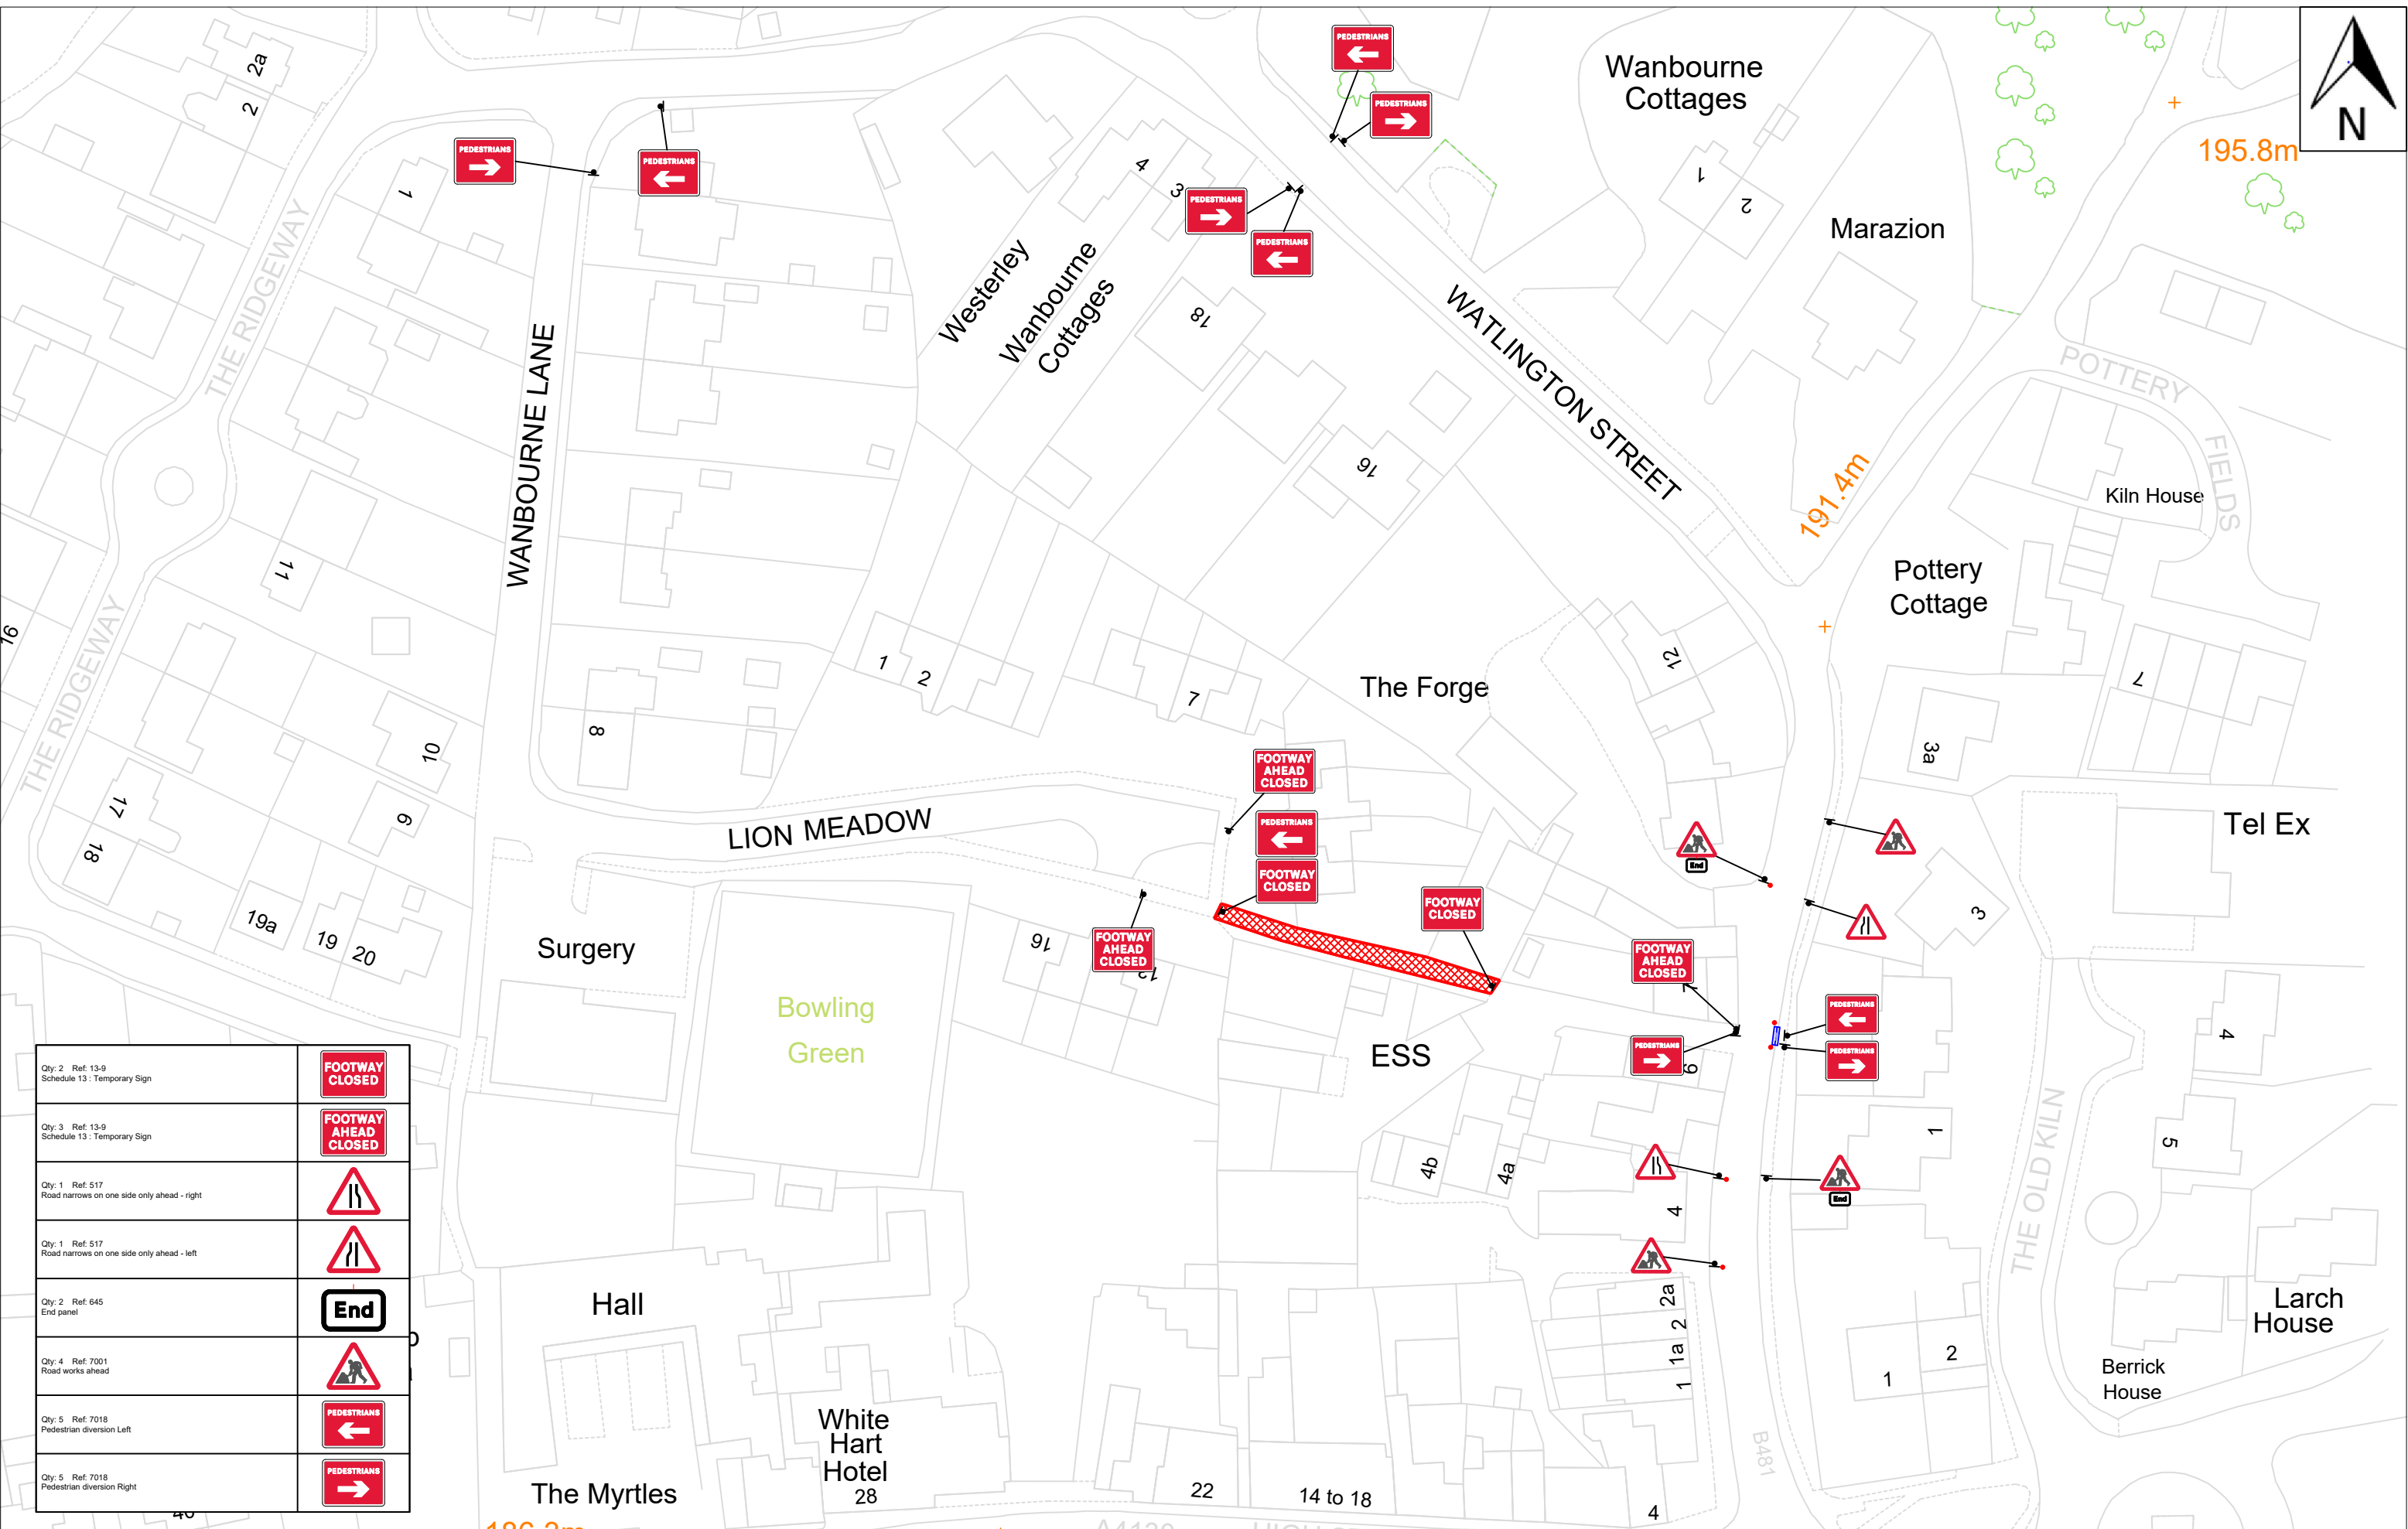 PEDESTRIANS
Wanbourne
Cottages
N
2a
2
PEDESTRIANS
195.8m
PEDESTRIANS
PEDESTRIANS
1
4
3
PEDESTRIANS
PEDESTRIANS
1
2
Marazion
THE RIDGEWAY
Westerley
Wanbourne
Cottages
18
WATLINGTON STREET
WANBOURNE LANE
POTTERY
FIELDS
16
191.4m
Kiln House
11
Pottery
Cottage
16
THE RIDGEWAY
1
2
7
The Forge
12
7
8
10
3a
FOOTWAY
AHEAD
CLOSED
17
9
18
LION MEADOW
PEDESTRIANS
FOOTWAY
CLOSED
End
Tel Ex
FOOTWAY
CLOSED
3
19a
19
20
Surgery
16
FOOTWAY
AHEAD
CLOSED
12
FOOTWAY
AHEAD
CLOSED
Bowling
Green
PEDESTRIANS
ESS
PEDESTRIANS
9
PEDESTRIANS
4
4b
4a
1
5
End
4
THE OLD KILN
Hall
2a
2
1a
1
Larch
House
1
2
Berrick
House
White
Hart
Hotel
28
B481
The Myrtles
22
14 to 18
4
Qty: 2 Ref: 13-9
Schedule 13 : Temporary Sign
FOOTWAY
CLOSED
Qty: 3 Ref: 13-9
Schedule 13 : Temporary Sign
FOOTWAY
AHEAD
CLOSED
Qty: 1 Ref: 517
Road narrows on one side only ahead - right
Qty: 1 Ref: 517
Road narrows on one side only ahead - left
Qty: 2 Ref: 645
End panel
End
Qty: 4 Ref: 7001
Road works ahead
Qty: 5 Ref: 7018
Pedestrian diversion Left
PEDESTRIANS
Qty: 5 Ref: 7018
Pedestrian diversion Right
PEDESTRIANS